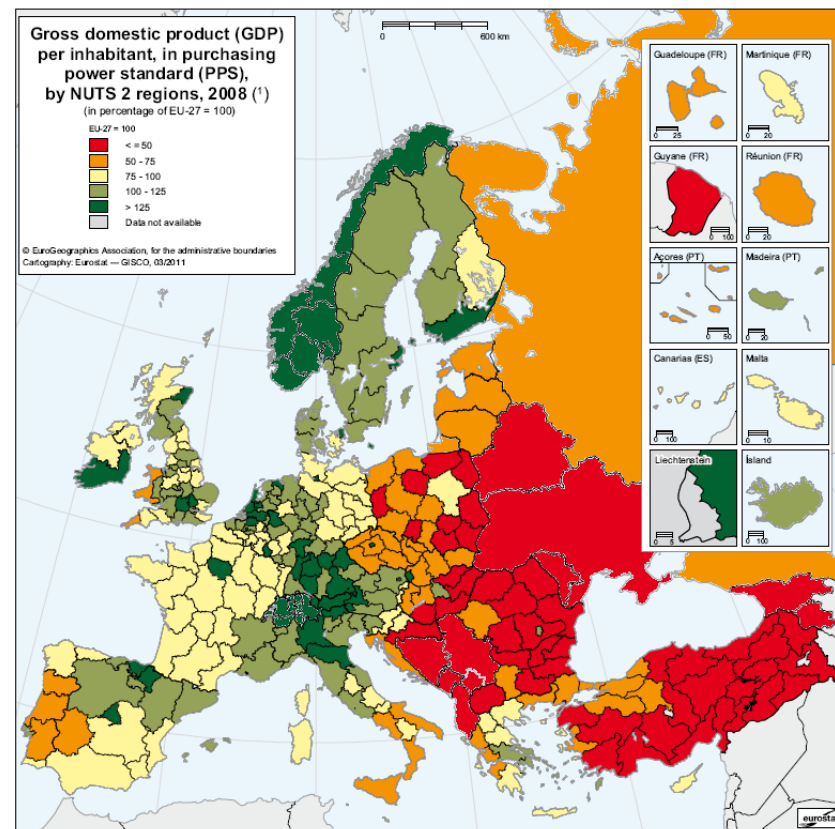 Gross domestic product (GDP)
per inhabitant, in purchasing
power standard (PPS),
by NUTS 2 regions, 2008 (¹)
(in percentage of EU-27 = 100)
EU-27 = 100
< = 50
50 - 75
75 - 100
100 - 125
> 125
Data not available
© EuroGeographics Association, for the administrative boundaries
Cartography: Eurostat — GISCO, 03/2011
0 600 km
Guadeloupe (FR)
0 25
Martinique (FR)
0 20
Guyane (FR)
0 100
Réunion (FR)
0 20
Açores (PT)
0 50
Madeira (PT)
0 20
Canarias (ES)
0 100
Malta
0 10
Liechtenstein
0 5
Ísland
0 100
eurostat